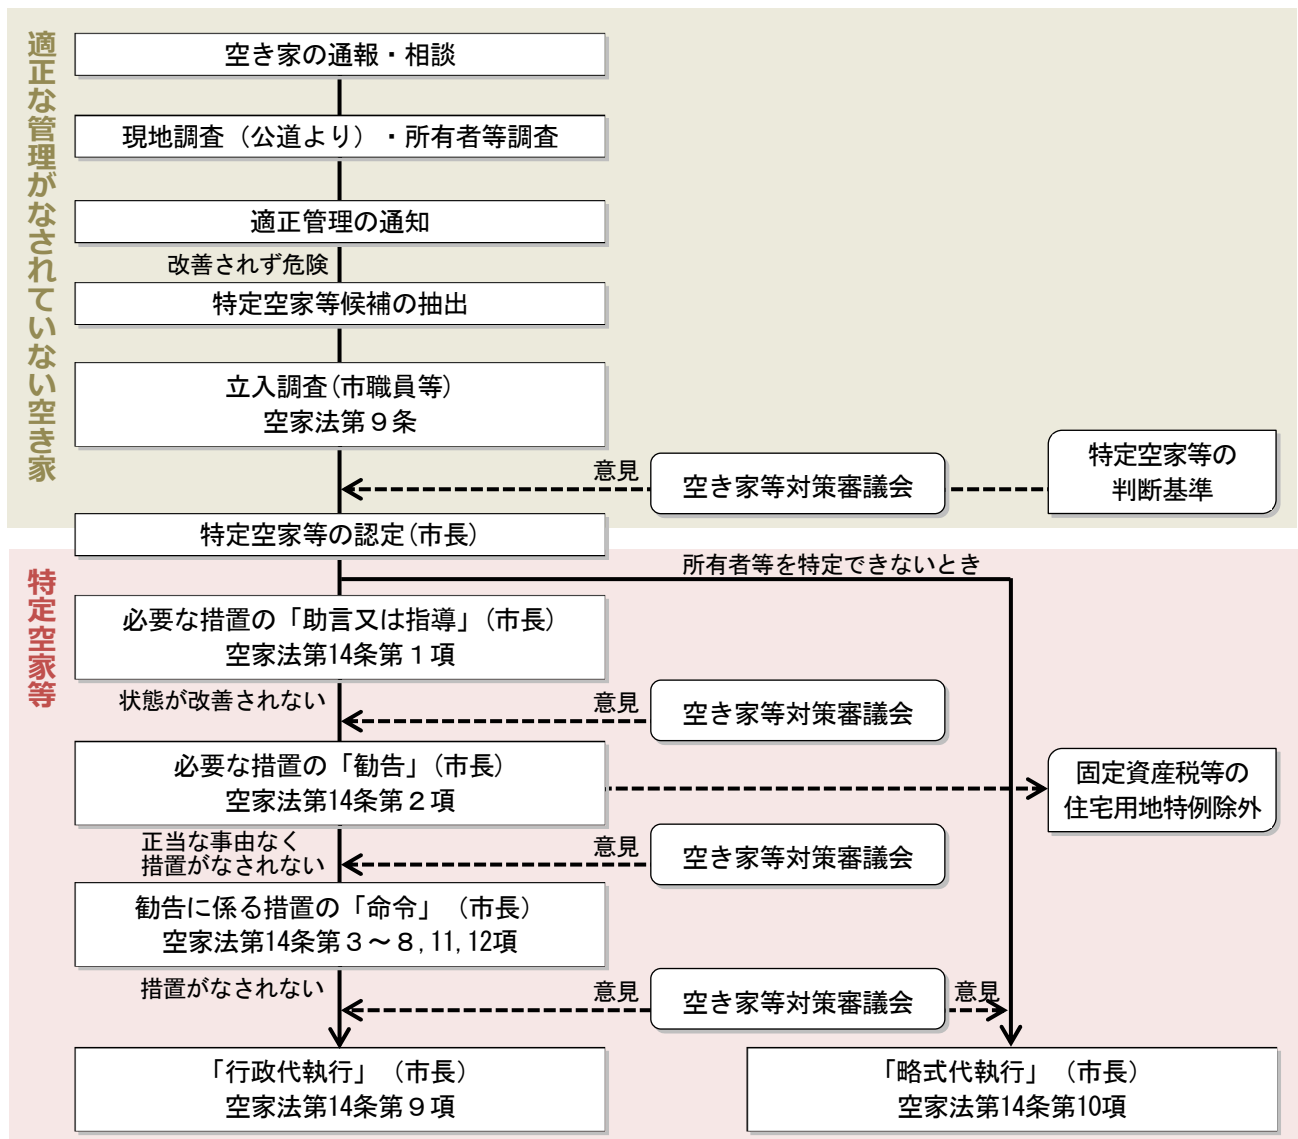 適正な管理がなされていない空き家
空き家の通報・相談
現地調査（公道より）・所有者等調査
適正管理の通知
改善されず危険
特定空家等候補の抽出
立入調査(市職員等)
空家法第９条
意見
空き家等対策審議会
特定空家等の
判断基準
特定空家等の認定(市長)
特定空家等
所有者等を特定できないとき
必要な措置の「助言又は指導」(市長)
空家法第14条第１項
状態が改善されない
意見
空き家等対策審議会
必要な措置の「勧告」(市長)
空家法第14条第２項
固定資産税等の
住宅用地特例除外
正当な事由なく
措置がなされない
意見
空き家等対策審議会
勧告に係る措置の「命令」（市長）
空家法第14条第３～８,11,12項
措置がなされない
意見
空き家等対策審議会
意見
「行政代執行」（市長）
空家法第14条第９項
「略式代執行」（市長）
空家法第14条第10項